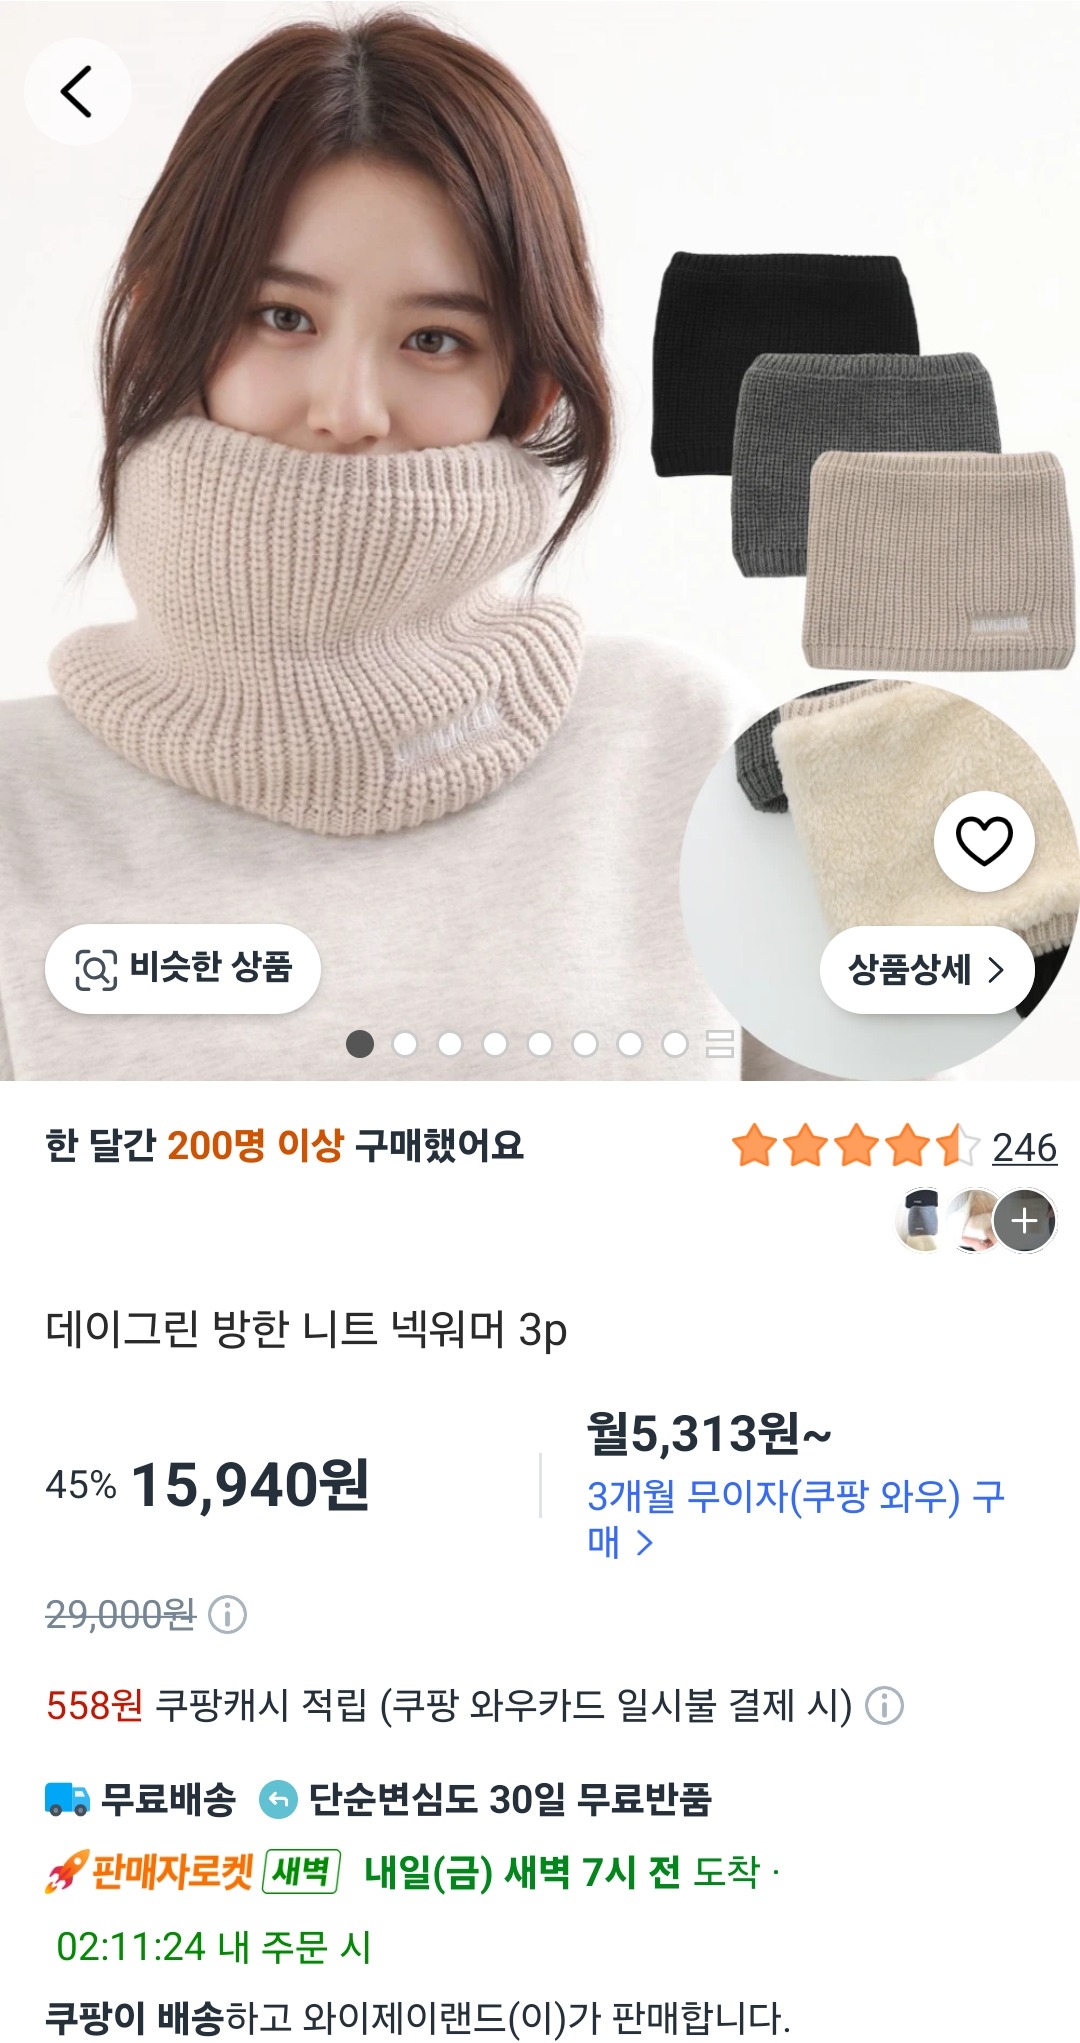 DAYGREEN
비슷한 상품
상품상세
한 달간 200명 이상 구매했어요
246
데이그린 방한 니트 넥워머 3p
45% 15,940원
월5,313원~
3개월 무이자(쿠팡 와우) 구
매
29,000원
558원 쿠팡캐시 적립 (쿠팡 와우카드 일시불 결제 시)
무료배송 단순변심도 30일 무료반품
판매자로켓 새벽 내일(금) 새벽 7시 전 도착 ·
02:11:24 내 주문 시
쿠팡이 배송하고 와이제이랜드(이)가 판매합니다.